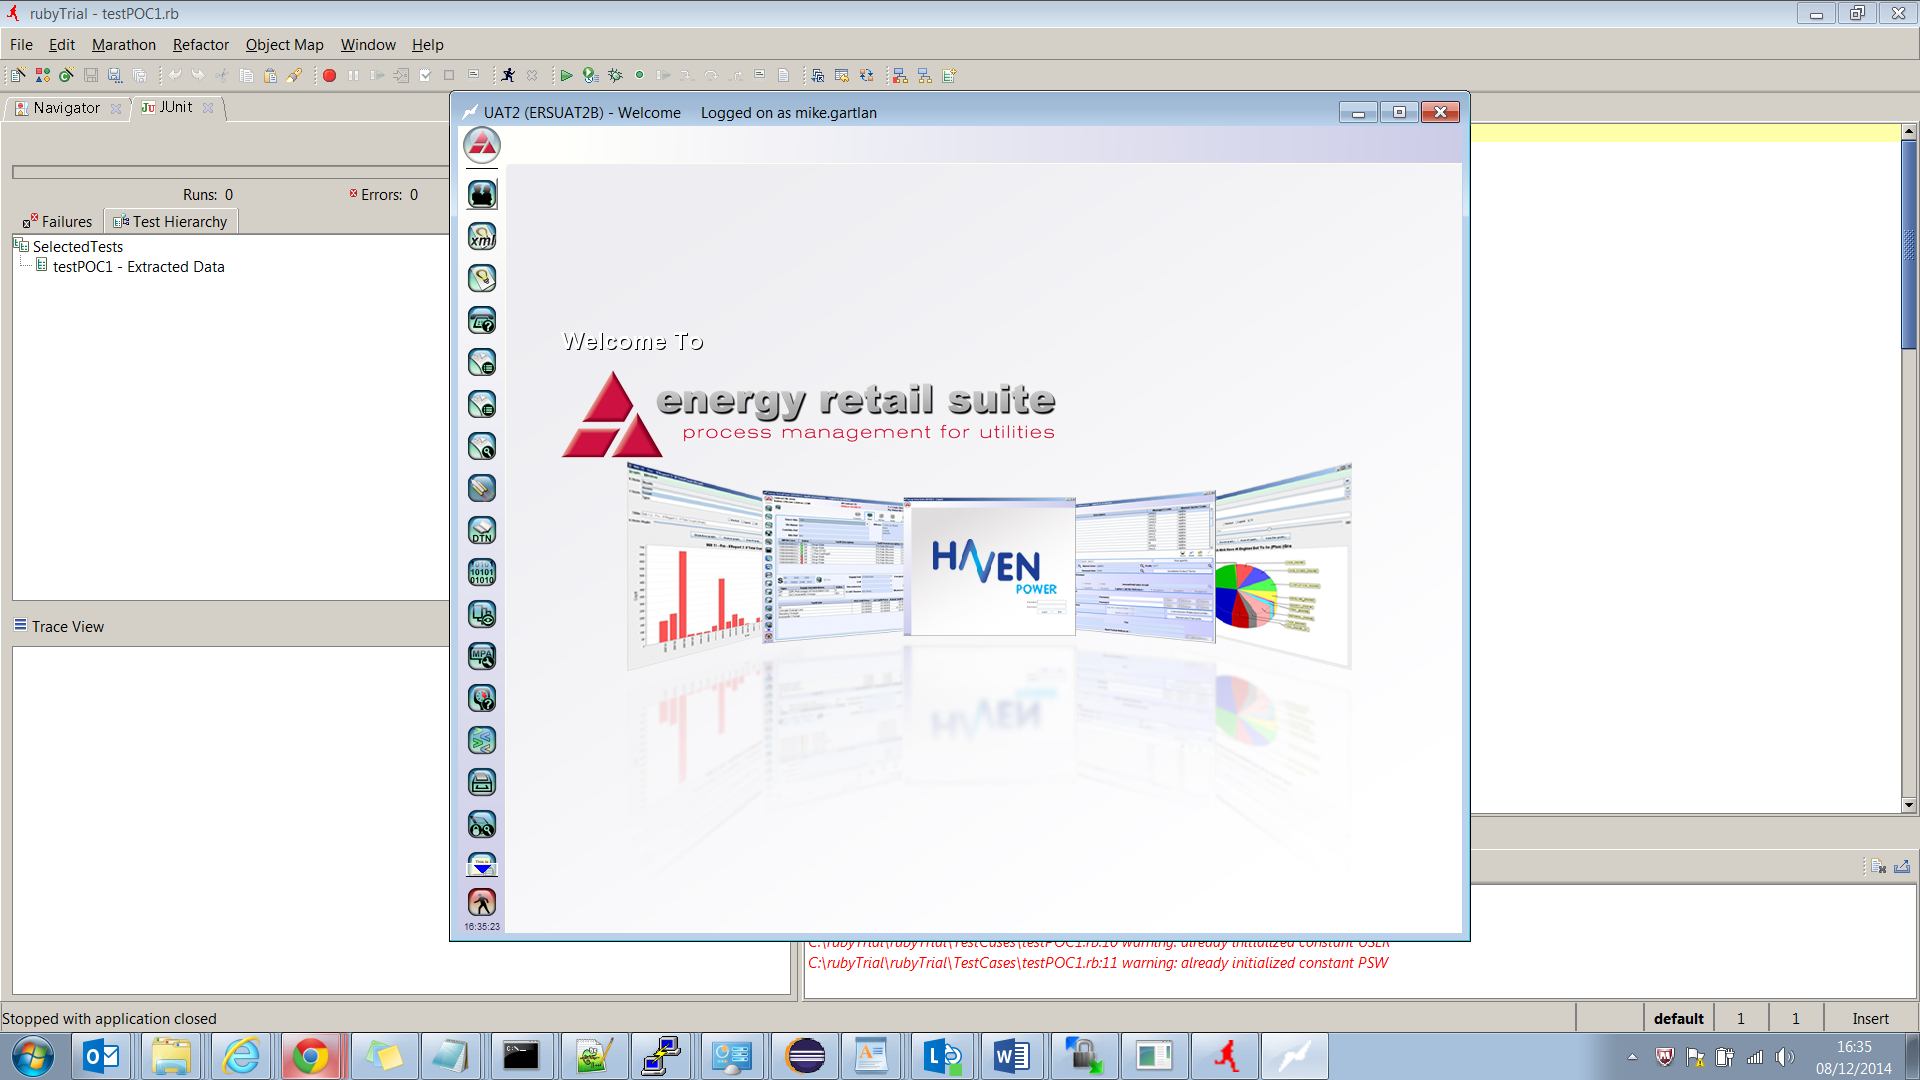 rubyTrial - testPOC1.rb
File Edit Marathon Refactor Object Map Window Help
Navigator
JUnit
UAT2 (ERSUAT2B) - Welcome Logged on as mike.gartlan
Runs: 0 Errors: 0
Failures Test Hierarchy
SelectedTests
testPOC1 - Extracted Data
Trace View
xml
DTN
010
10101
01010
MPA
16:35:23
Welcome To
energy retail suite
process management for utilities
HAVEN
POWER
C:\rubyTrial\rubyTrial\TestCases\testPOC1.rb:10 warning: already initialized constant USER
C:\rubyTrial\rubyTrial\TestCases\testPOC1.rb:11 warning: already initialized constant PSW
Stopped with application closed
default 1 1 Insert
16:35
08/12/2014